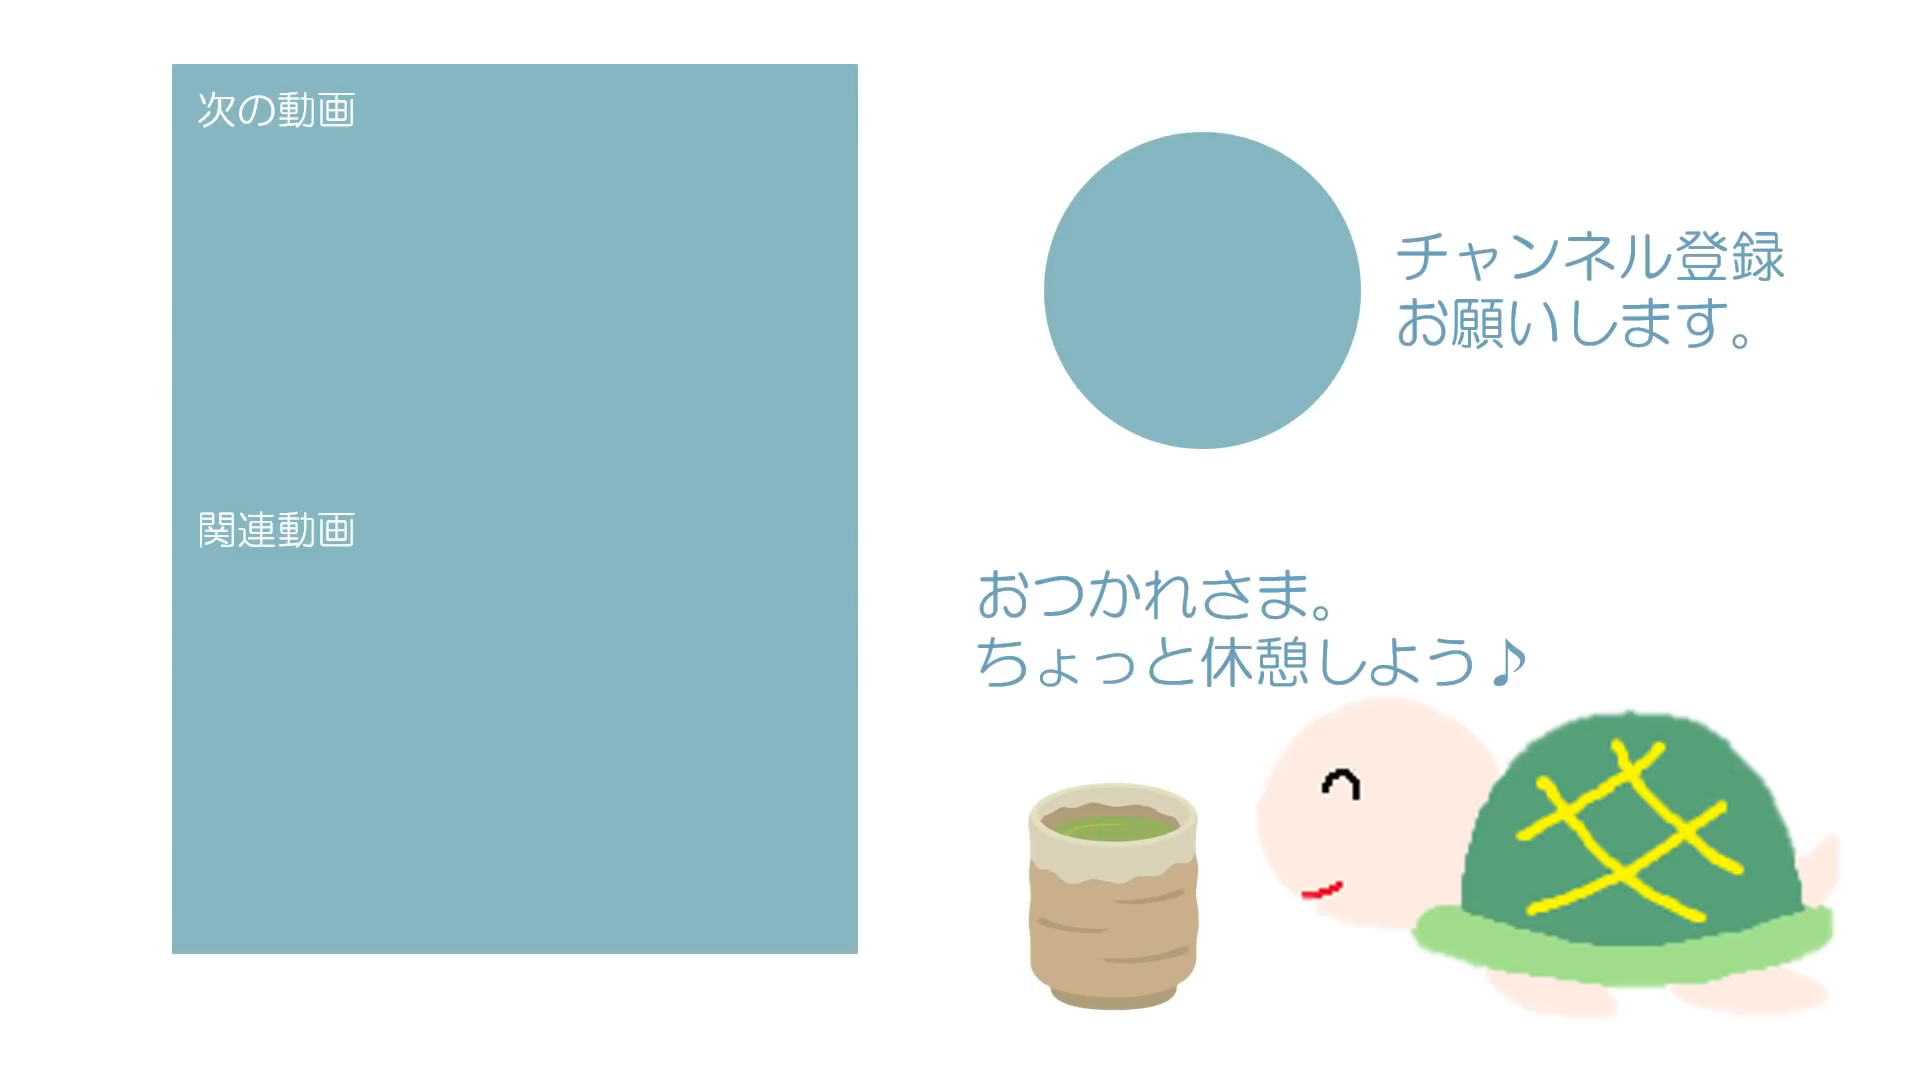 次の動画
関連動画
チャンネル登録
お願いします。
おつかれさま。
ちょっと休憩しよう♪